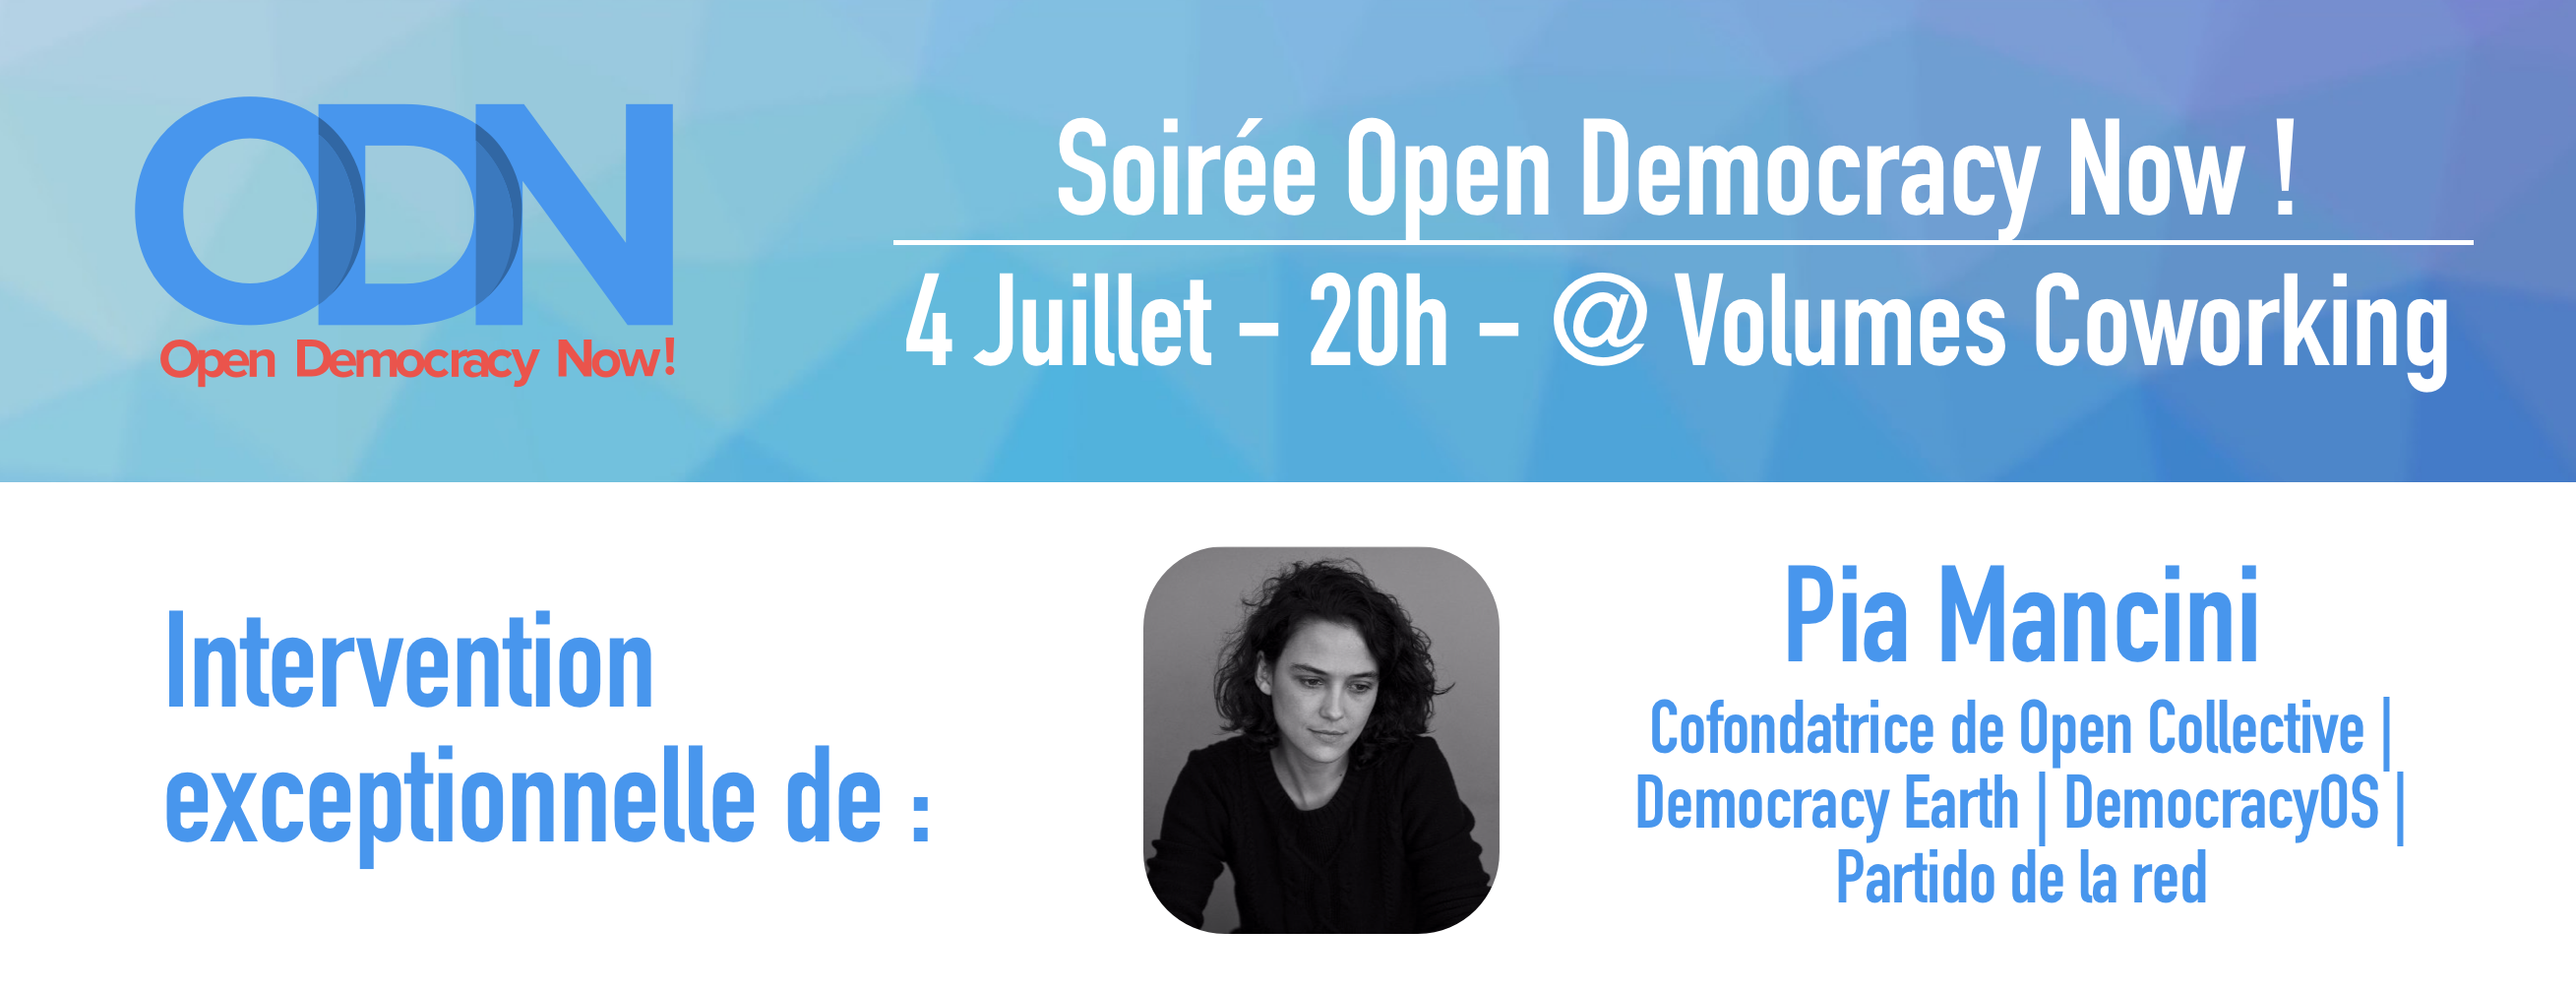 ODN
Open Democracy Now!
Soirée Open Democracy Now !
4 Juillet - 20h - @ Volumes Coworking
Intervention
exceptionnelle de :
Pia Mancini
Cofondatrice de Open Collective |
Democracy Earth | DemocracyOS |
Partido de la red